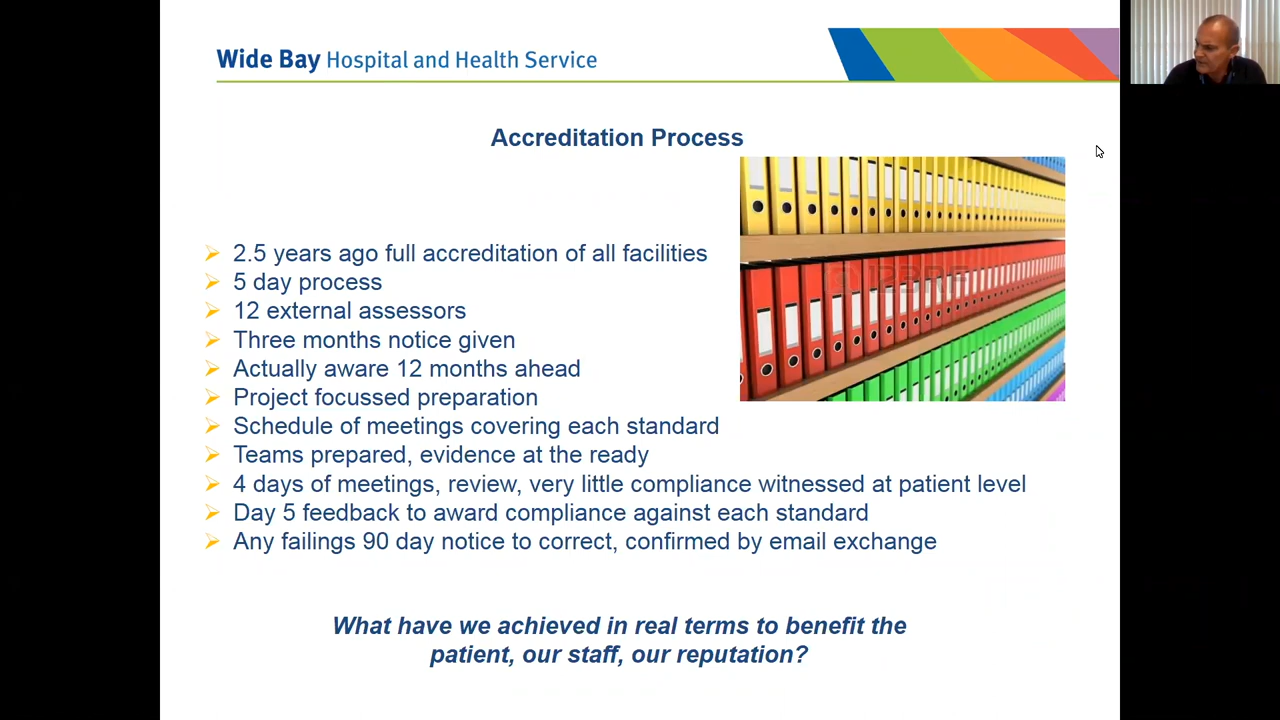 Wide Bay Hospital and Health Service
Accreditation Process
2.5 years ago full accreditation of all facilities
5 day process
12 external assessors
Three months notice given
Actually aware 12 months ahead
Project focussed preparation
Schedule of meetings covering each standard
Teams prepared, evidence at the ready
4 days of meetings, review, very little compliance witnessed at patient level
Day 5 feedback to award compliance against each standard
Any failings 90 day notice to correct, confirmed by email exchange
What have we achieved in real terms to benefit the
patient, our staff, our reputation?
123RF